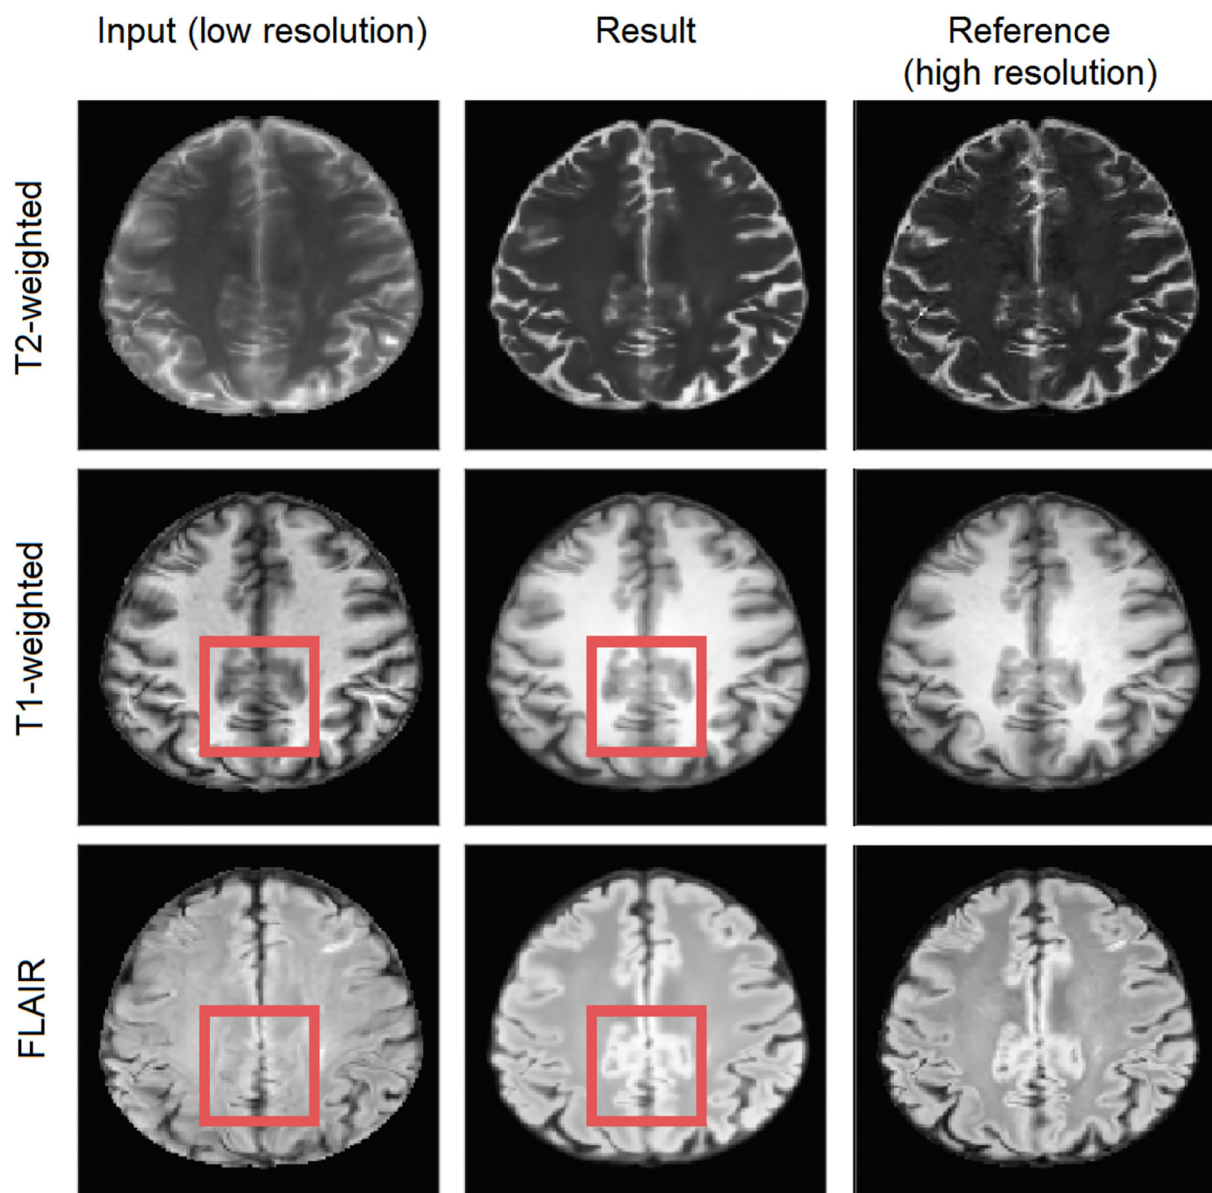 Input (low resolution)
Result
Reference
(high resolution)
T2-weighted
T1-weighted
FLAIR